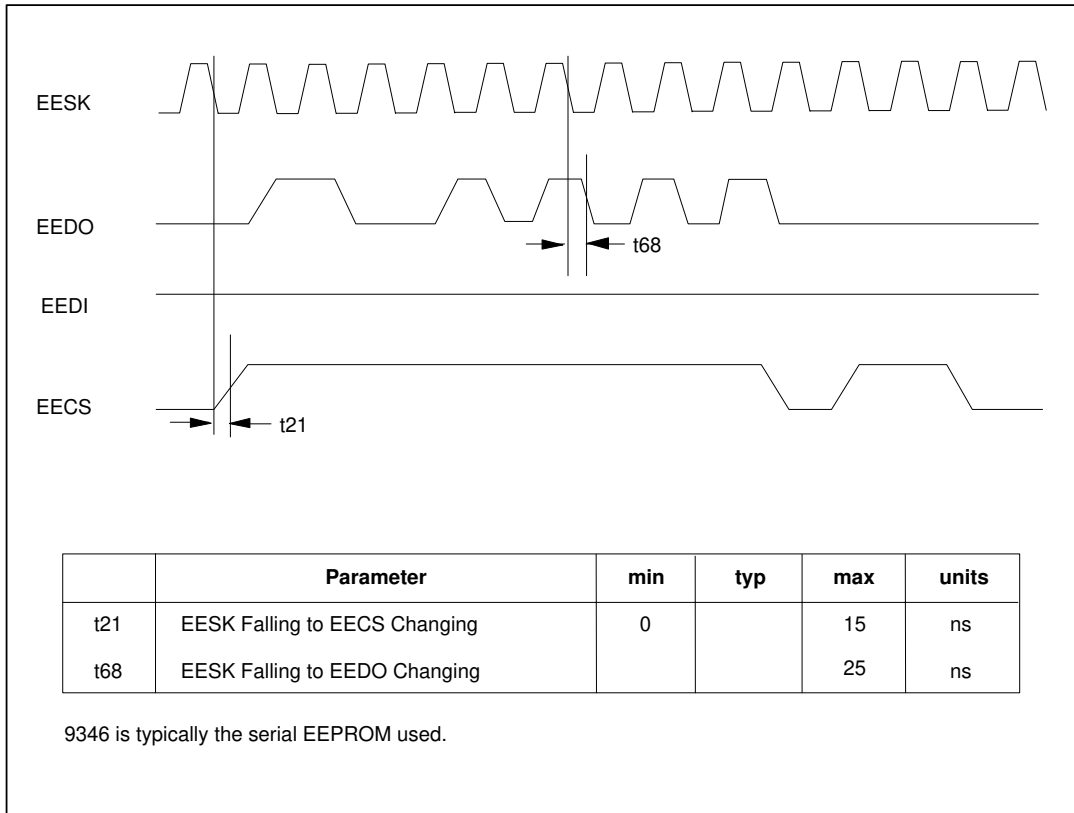 EESK
EEDO
t68
EEDI
EECS
t21
Parameter min typ max units
t21 EESK Falling to EECS Changing 0 15 ns
t68 EESK Falling to EEDO Changing 25 ns
9346 is typically the serial EEPROM used.